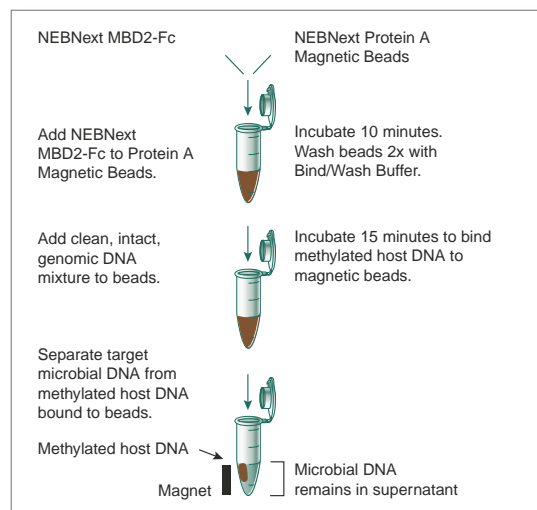 NEBNext MBD2-Fc
NEBNext Protein A
Magnetic Beads
Add NEBNext
MBD2-Fc to Protein A
Magnetic Beads.
Incubate 10 minutes.
Wash beads 2x with
Bind/Wash Buffer.
Add clean, intact,
genomic DNA
mixture to beads.
Incubate 15 minutes to bind
methylated host DNA to
magnetic beads.
Separate target
microbial DNA from
methylated host DNA
bound to beads.
Methylated host DNA
Magnet
Microbial DNA
remains in supernatant